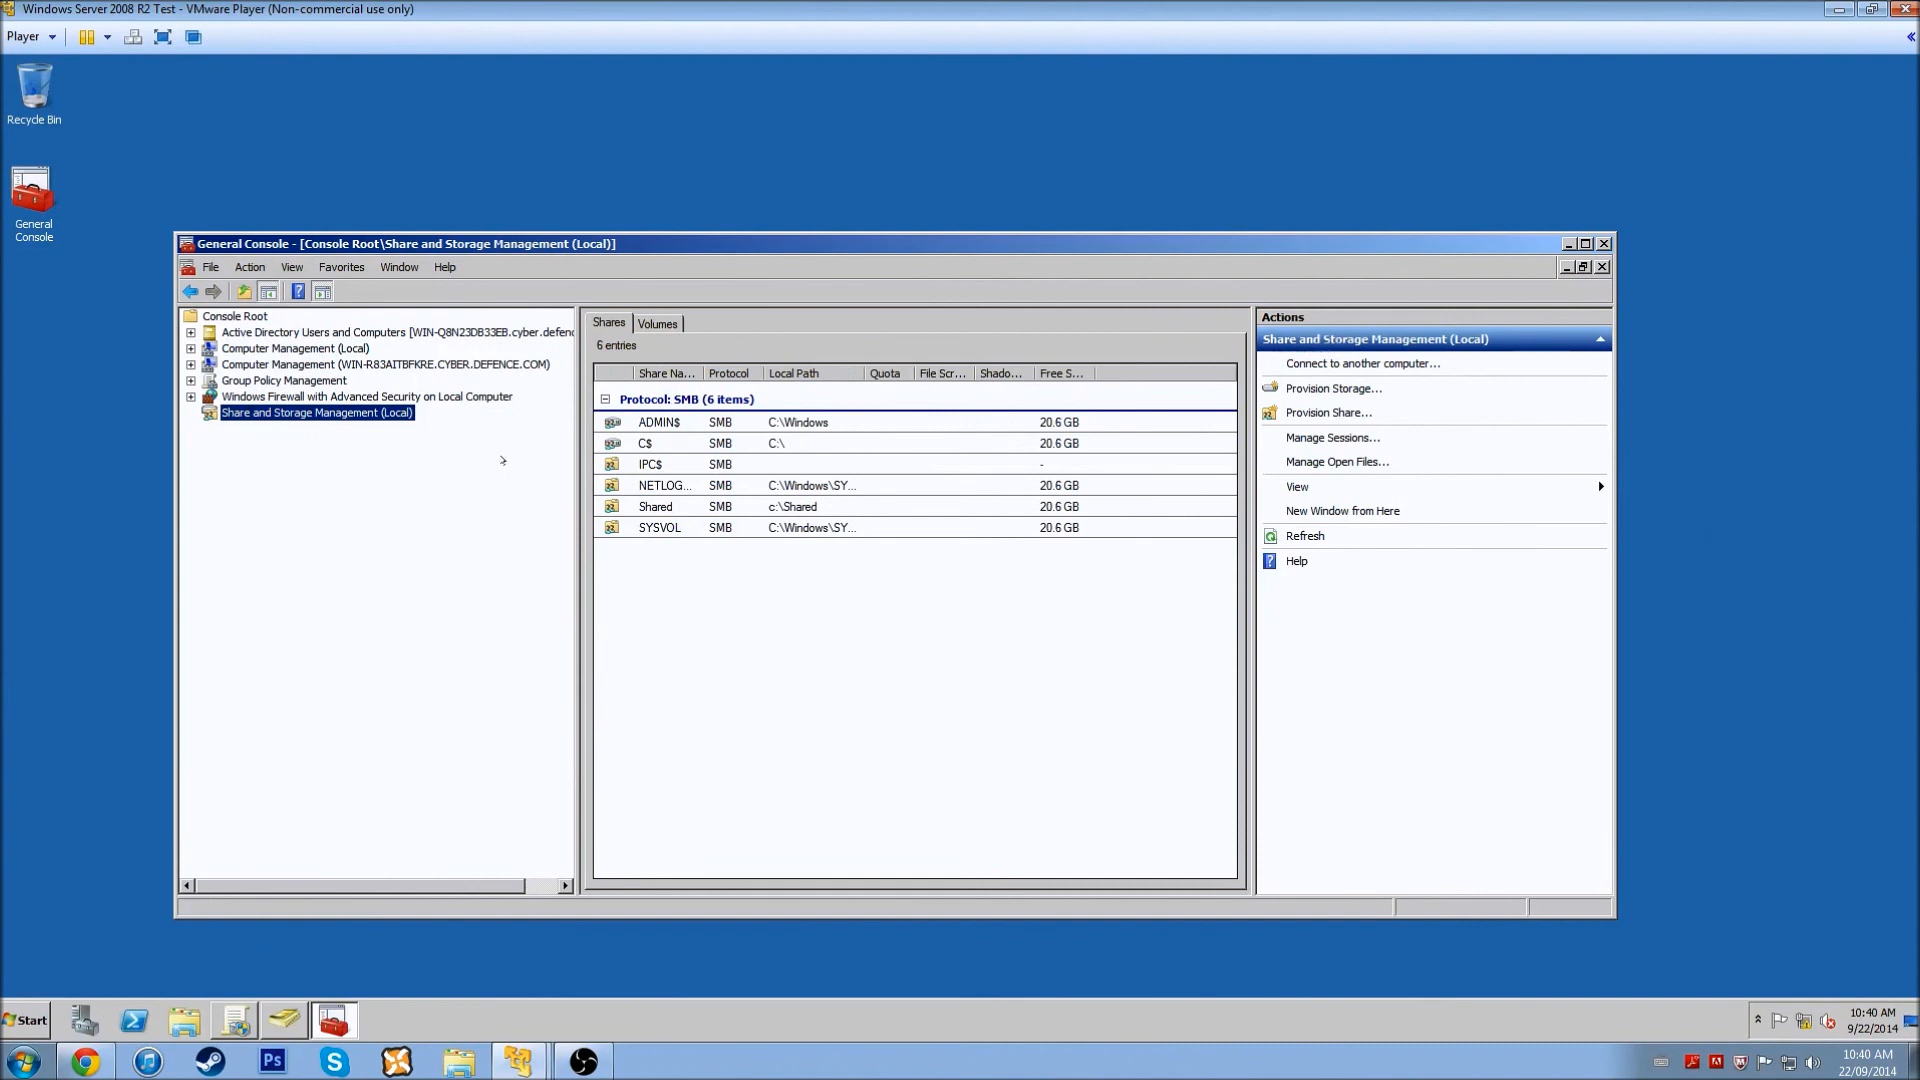 Windows Server 2008 R2 Test - VMware Player (Non-commercial use only)
Player
Recycle Bin
General
Console
General Console - [Console Root\Share and Storage Management (Local)]
File Action View Favorites Window Help
Console Root
Active Directory Users and Computers [WIN-Q8N23DB33EB.cyber.defenc
Computer Management (Local)
Computer Management (WIN-R83AITBFKRE.CYBER.DEFENCE.COM)
Group Policy Management
Windows Firewall with Advanced Security on Local Computer
Share and Storage Management (Local)
Shares Volumes
6 entries
Share Na... Protocol Local Path Quota File Scr... Shado... Free S...
Protocol: SMB (6 items)
ADMIN$ SMB C:\Windows 20.6 GB
C$ SMB C:\ 20.6 GB
IPC$ SMB -
NETLOG... SMB C:\Windows\SY... 20.6 GB
Shared SMB c:\Shared 20.6 GB
SYSVOL SMB C:\Windows\SY... 20.6 GB
Actions
Share and Storage Management (Local)
Connect to another computer...
Provision Storage...
Provision Share...
Manage Sessions...
Manage Open Files...
View
New Window from Here
Refresh
Help
Start
10:40 AM
9/22/2014
Ps
10:40 AM
22/09/2014